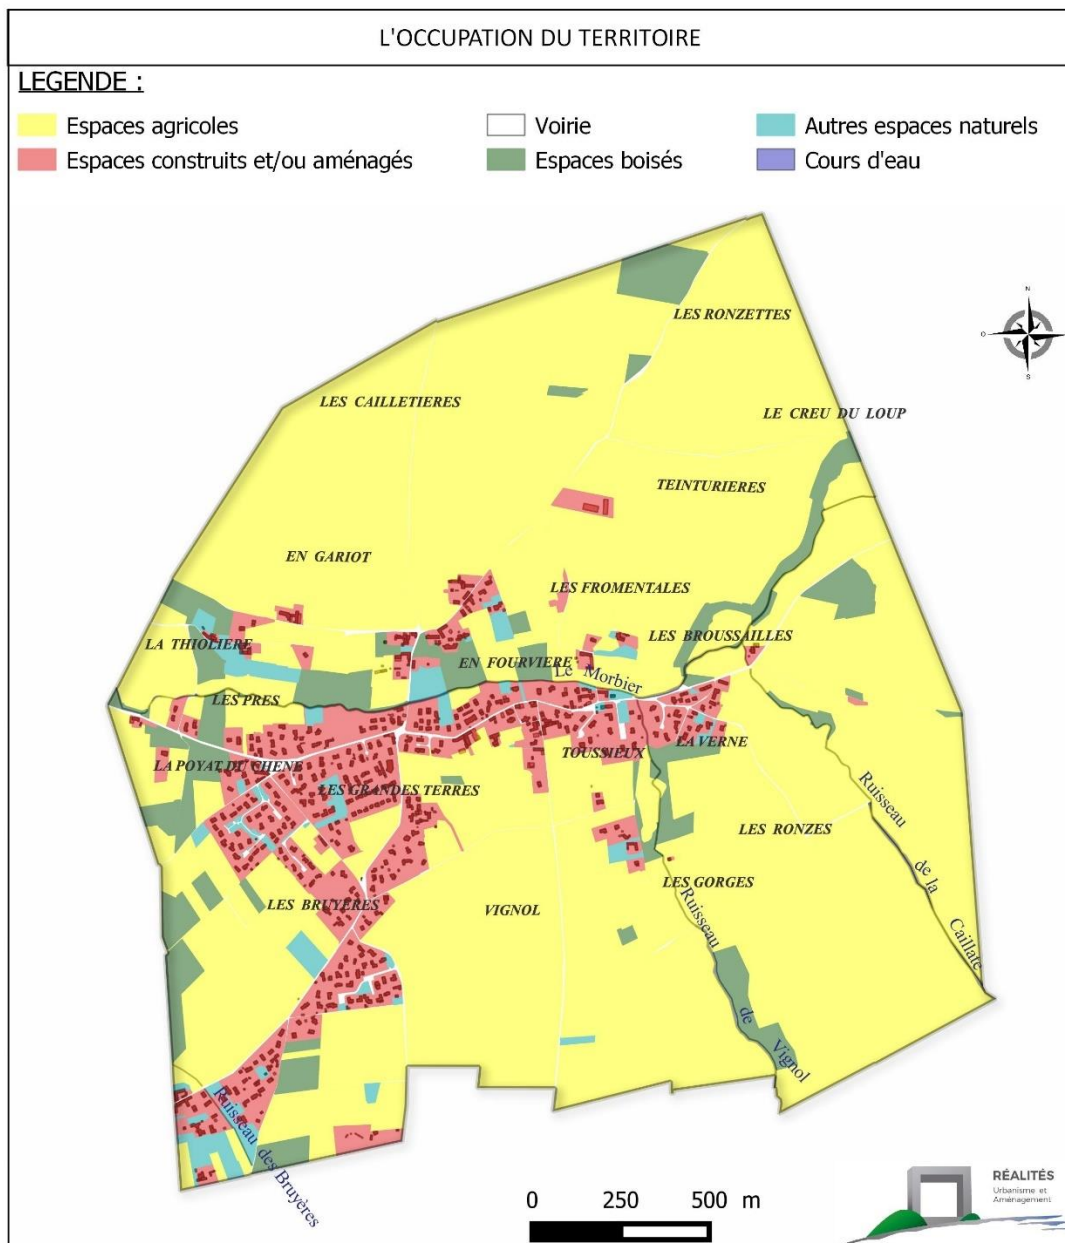 L'OCCUPATION DU TERRITOIRE
LEGENDE :
Espaces agricoles
Voirie
Autres espaces naturels
Espaces construits et/ou aménagés
Espaces boisés
Cours d'eau
N
O
S
LES RONZETTES
LES CAILLETIERES
LE CREU DU LOUP
TEINTURIERES
EN GARIOT
LES FROMENTALES
LES BROUSSAILLES
LA THIOLIERE
EN FOURVIERE
Le Morbier
LES PRES
LA VERNE
TOUSSIEUX
LA POYAT DU CHENE
LES GRANDES TERRES
Ruisseau de la Caillate
LES RONZES
LES GORGES
LES BRUYERES
VIGNOL
Ruisseau de Vignol
Ruisseau des Bruyères
0 250 500 m
RÉALITÉS
Urbanisme et
Aménagement